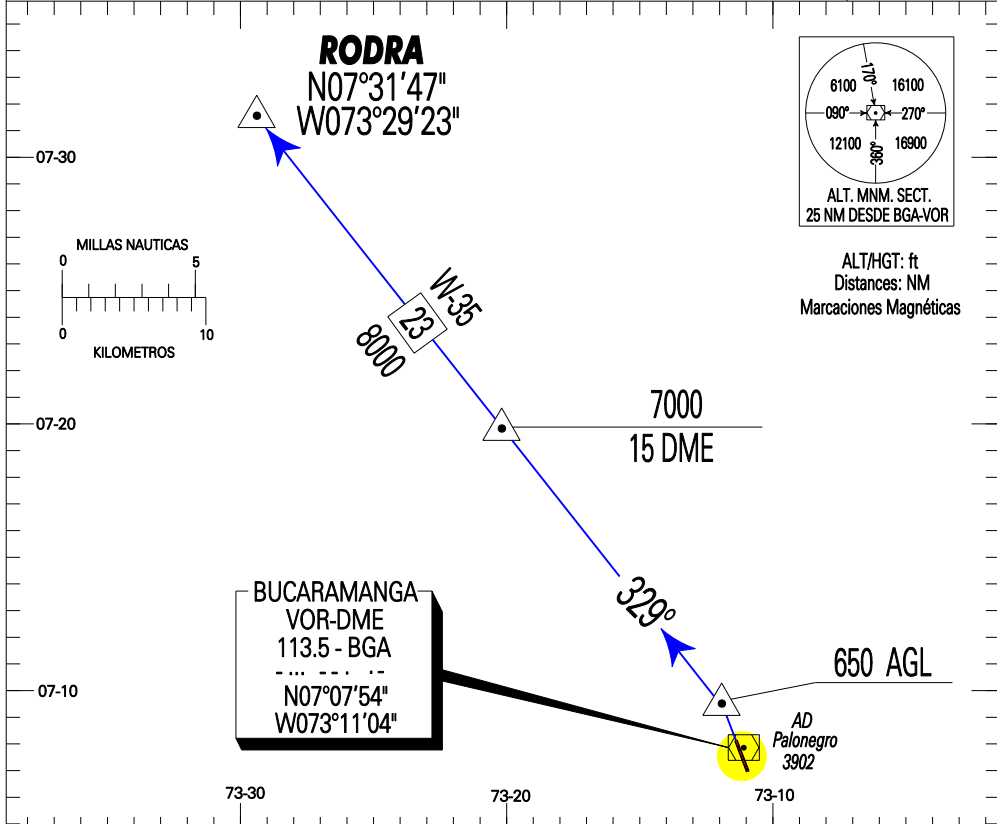 RODRA
N07°31'47"
W073°29'23"
6100
170°
16100
090°
270°
12100
360°
16900
ALT. MNM. SECT.
25 NM DESDE BGA-VOR
07-30
MILLAS NAUTICAS
0 5
0 10
KILOMETROS
ALT/HGT: ft
Distances: NM
Marcaciones Magnéticas
W-35
23
8000
07-20
7000
15 DME
329°
BUCARAMANGA
VOR-DME
113.5 - BGA
-... --. .-
N07°07'54"
W073°11'04"
650 AGL
07-10
AD
Palonegro
3902
73-30 73-20 73-10